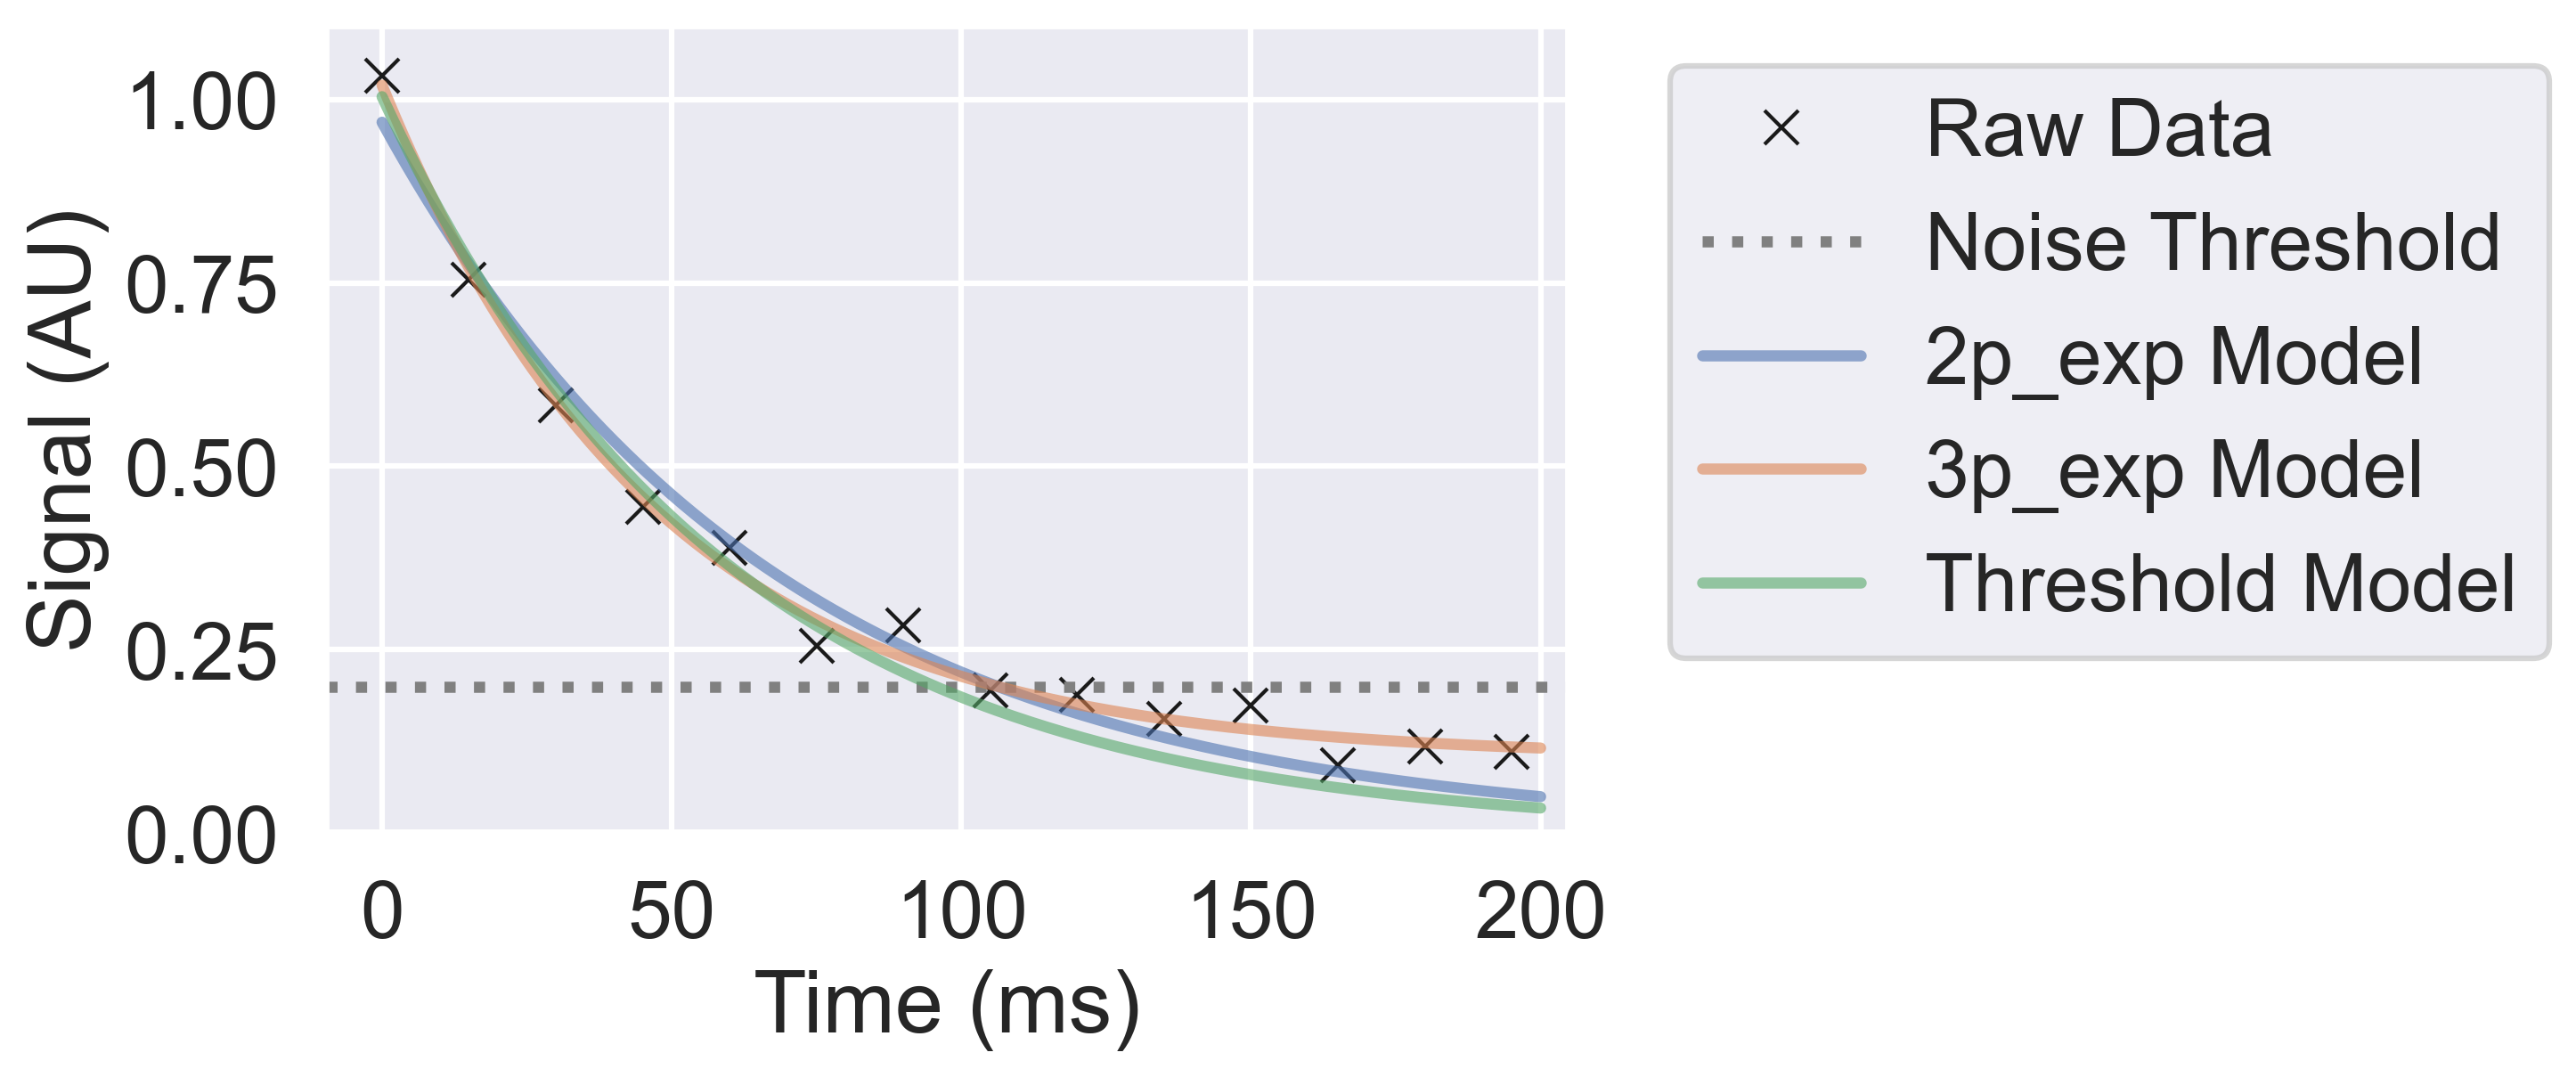 1.00
0.75
0.50
0.25
0.00
Signal (AU)
0 50 100 150 200
Time (ms)
Raw Data
Noise Threshold
2p_exp Model
3p_exp Model
Threshold Model